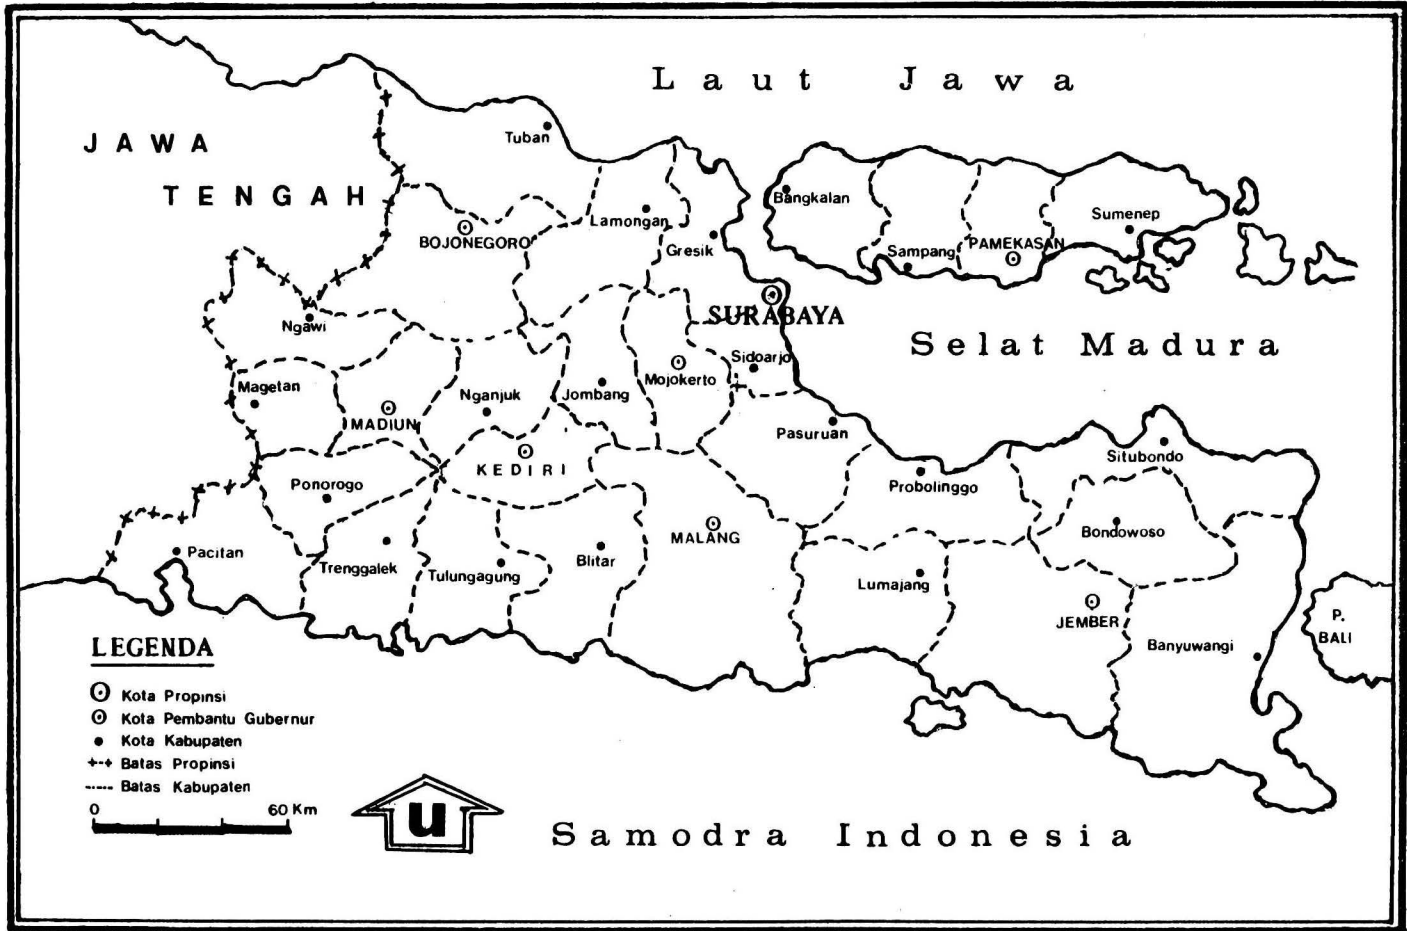 Laut Jawa
JAWA
TENGAH
Tuban
Bangkalan
Lamongan
Sumenep
BOJONEGORO
Gresik
Sampang
PAMEKASAN
SURABAYA
Ngawi
Selat Madura
Sidoarjo
Magetan
Mojokerto
Nganjuk
Jombang
MADIUN
Pasuruan
Situbondo
KEDIRI
Ponorogo
Probolinggo
Bondowoso
MALANG
Pacitan
Blitar
Trenggalek
Tulungagung
Lumajang
P.
BALI
JEMBER
Banyuwangi
LEGENDA
Kota Propinsi
Kota Pembantu Gubernur
Kota Kabupaten
Batas Propinsi
Batas Kabupaten
0 60 Km
u
Samodra Indonesia